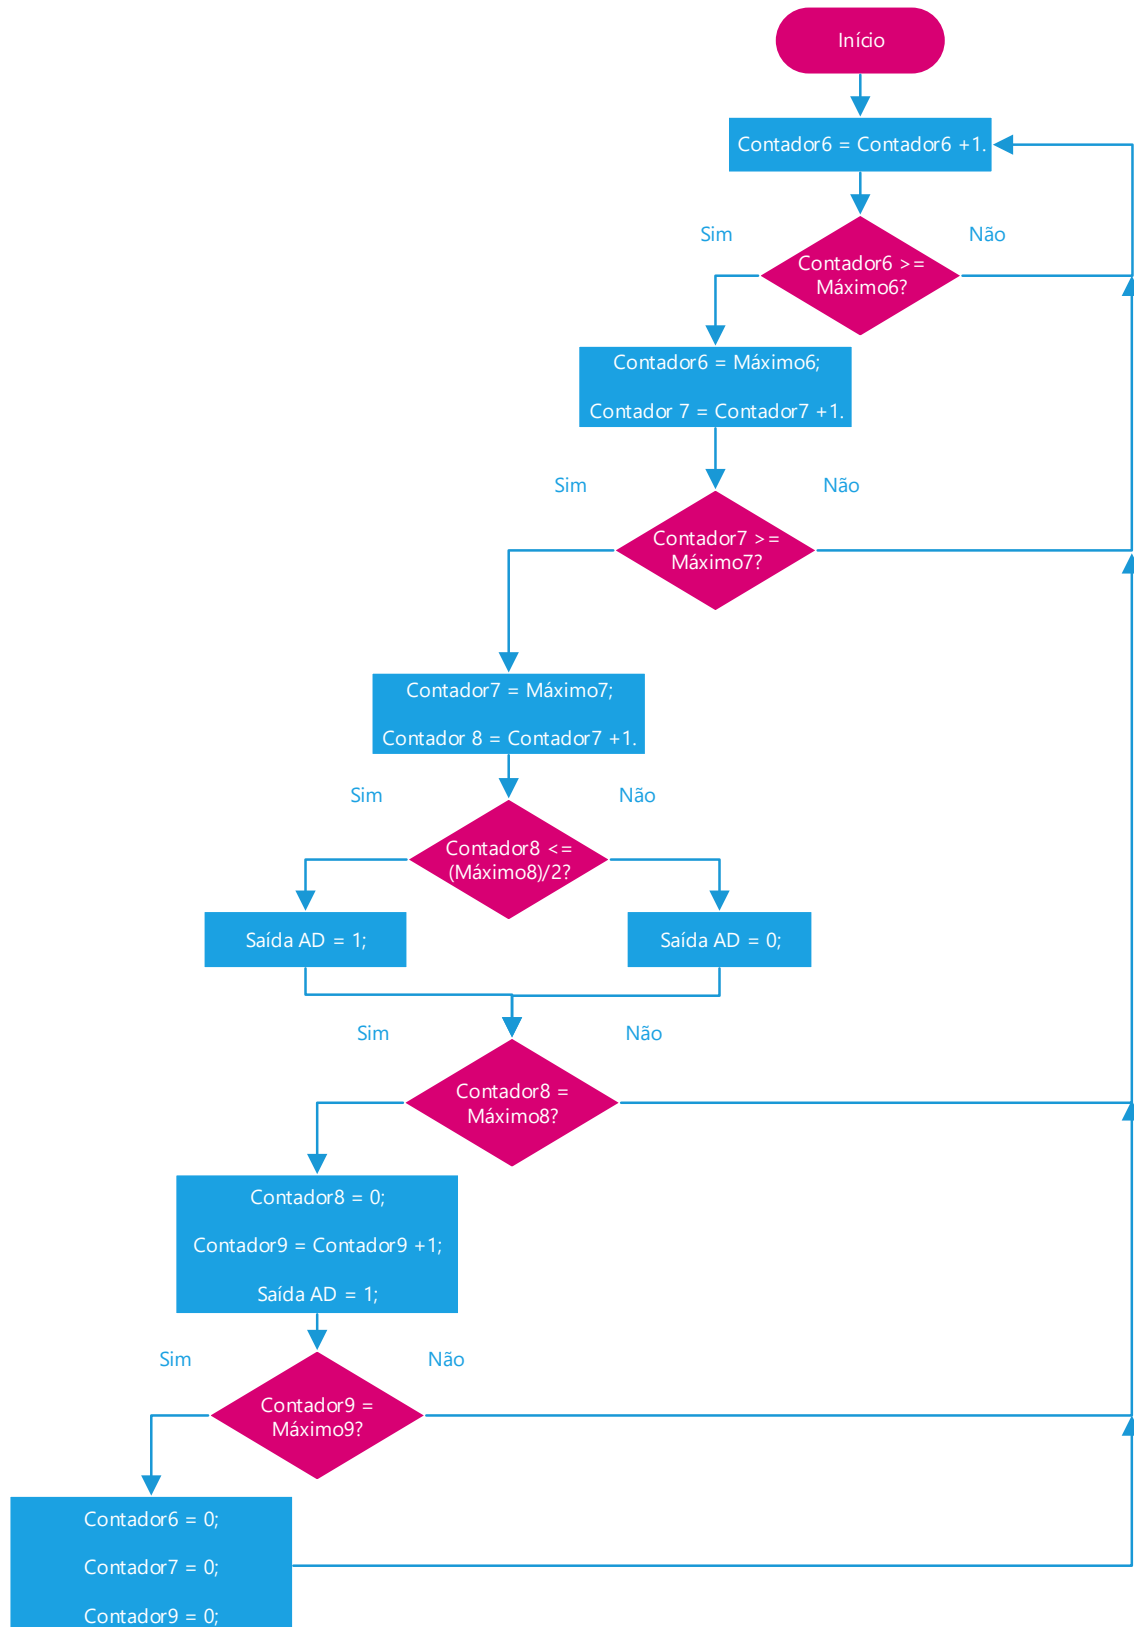 Início
Contador6 = Contador6 +1.
Sim
Não
Contador6 >=
Máximo6?
Contador6 = Máximo6;
Contador 7 = Contador7 +1.
Sim
Não
Contador7 >=
Máximo7?
Contador7 = Máximo7;
Contador 8 = Contador7 +1.
Sim
Não
Contador8 <=
(Máximo8)/2?
Saída AD = 1;
Saída AD = 0;
Sim
Não
Contador8 =
Máximo8?
Contador8 = 0;
Contador9 = Contador9 +1;
Saída AD = 1;
Sim
Não
Contador9 =
Máximo9?
Contador6 = 0;
Contador7 = 0;
Contador9 = 0;